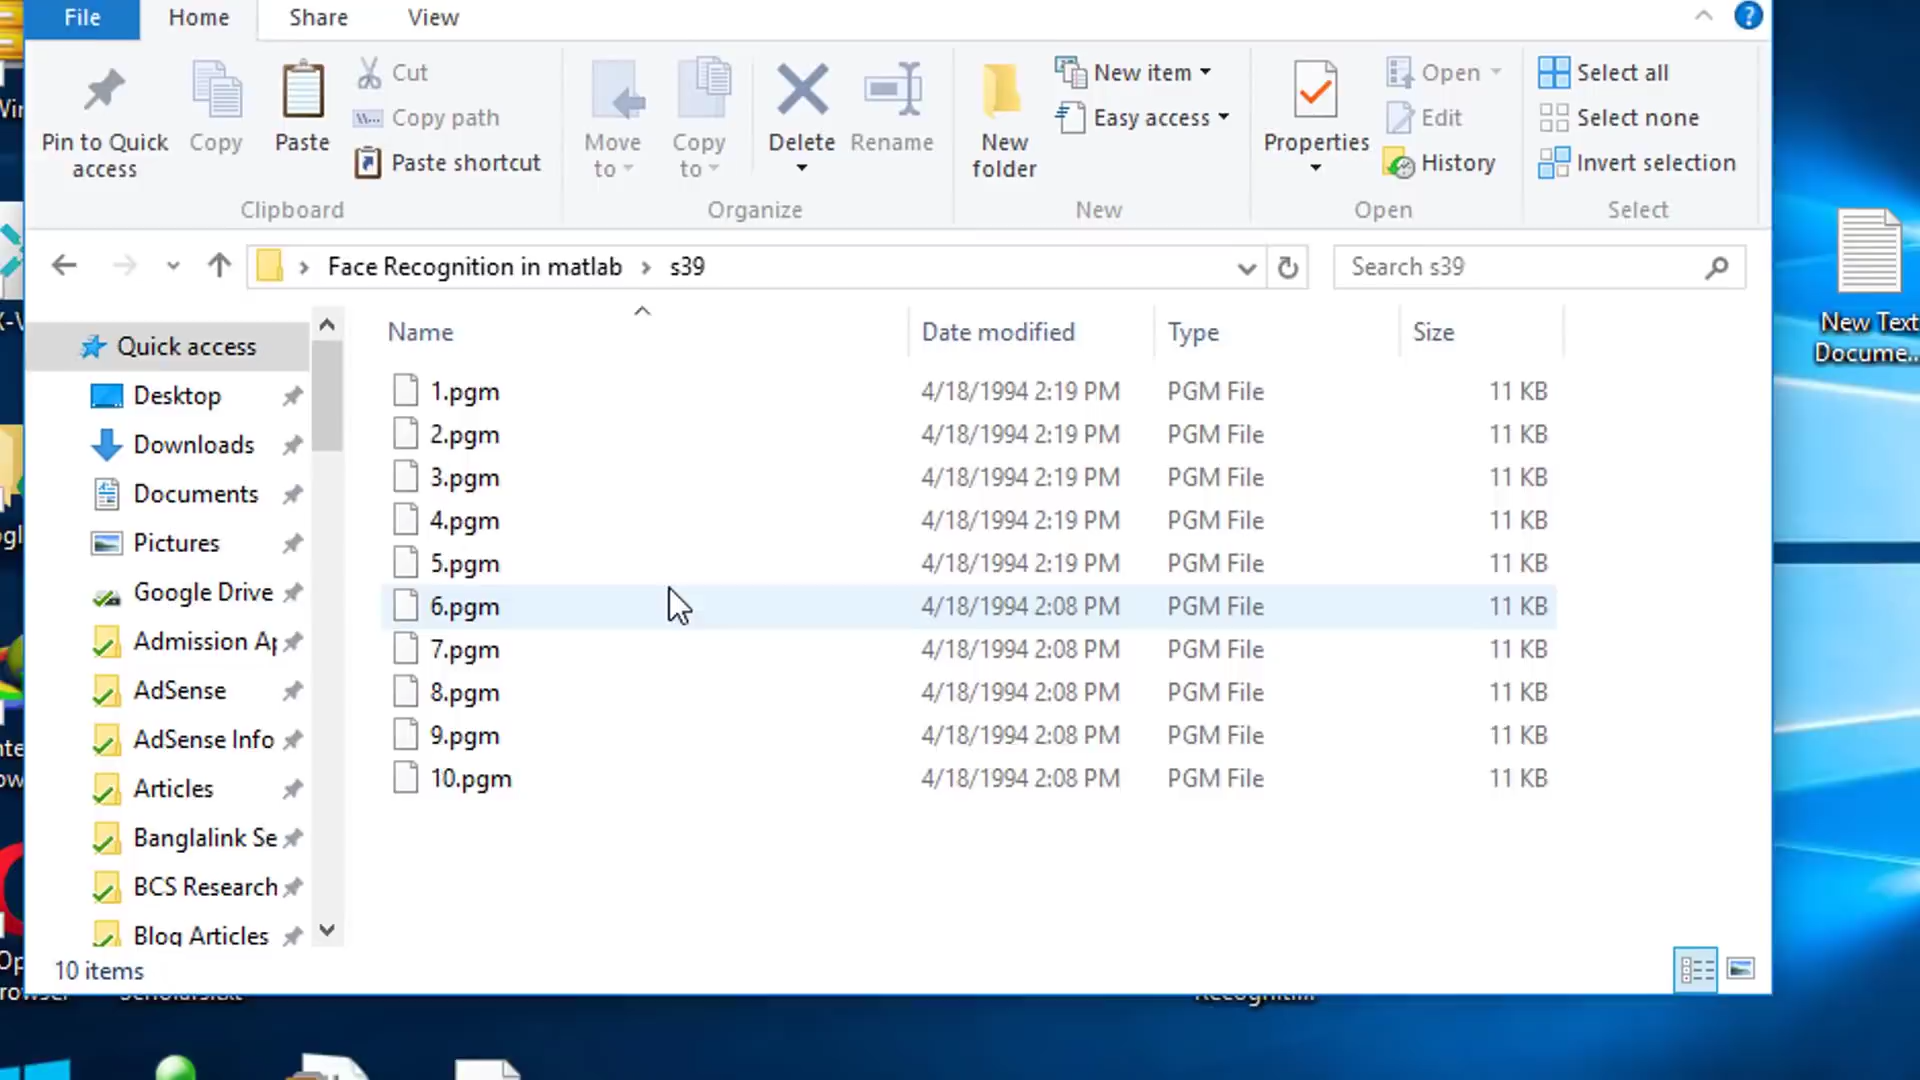 File Home Share View
Pin to Quick access
Copy
Paste
Cut
Copy path
Paste shortcut
Clipboard
Move to
Copy to
Delete
Rename
Organize
New folder
New item
Easy access
New
Properties
Open
Edit
History
Open
Select all
Select none
Invert selection
Select
Face Recognition in matlab > s39
Search s39
Quick access
Desktop
Downloads
Documents
Pictures
Google Drive
Admission Ap
AdSense
AdSense Info
Articles
Banglalink Se
BCS Research
Blog Articles
Name Date modified Type Size
1.pgm 4/18/1994 2:19 PM PGM File 11 KB
2.pgm 4/18/1994 2:19 PM PGM File 11 KB
3.pgm 4/18/1994 2:19 PM PGM File 11 KB
4.pgm 4/18/1994 2:19 PM PGM File 11 KB
5.pgm 4/18/1994 2:19 PM PGM File 11 KB
6.pgm 4/18/1994 2:08 PM PGM File 11 KB
7.pgm 4/18/1994 2:08 PM PGM File 11 KB
8.pgm 4/18/1994 2:08 PM PGM File 11 KB
9.pgm 4/18/1994 2:08 PM PGM File 11 KB
10.pgm 4/18/1994 2:08 PM PGM File 11 KB
10 items
New Text
Docume...